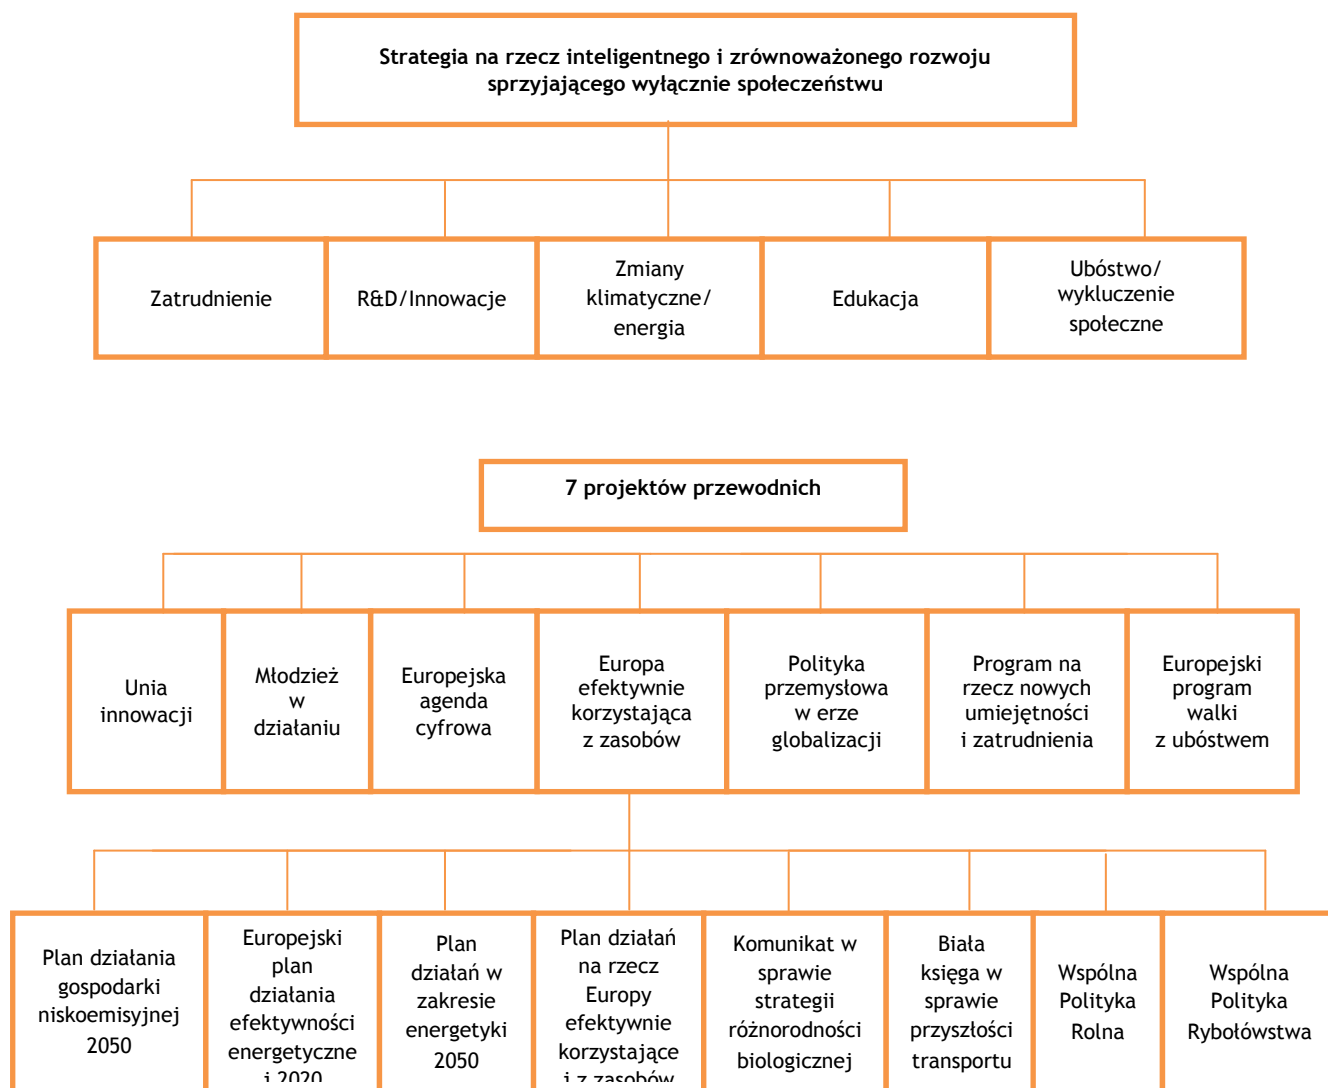 Strategia na rzecz inteligentnego i zrównoważonego rozwoju
sprzyjającego wyłącznie społeczeństwu
Zatrudnienie
R&D/Innowacje
Zmiany
klimatyczne/
energia
Edukacja
Ubóstwo/
wykluczenie
społeczne
7 projektów przewodnich
Unia
innowacji
Młodzież
w
działaniu
Europejska
agenda
cyfrowa
Europa
efektywnie
korzystająca
z zasobów
Polityka
przemysłowa
w erze
globalizacji
Program na
rzecz nowych
umiejętności
i zatrudnienia
Europejski
program
walki
z ubóstwem
Plan działania
gospodarki
niskoemisyjnej
2050
Europejski
plan
działania
efektywności
energetyczne
j 2020
Plan
działań w
zakresie
energetyki
2050
Plan działań
na rzecz
Europy
efektywnie
korzystające
j z zasobów
Komunikat w
sprawie
strategii
różnorodności
biologicznej
Biała
księga w
sprawie
przyszłości
transportu
Wspólna
Polityka
Rolna
Wspólna
Polityka
Rybołówstwa